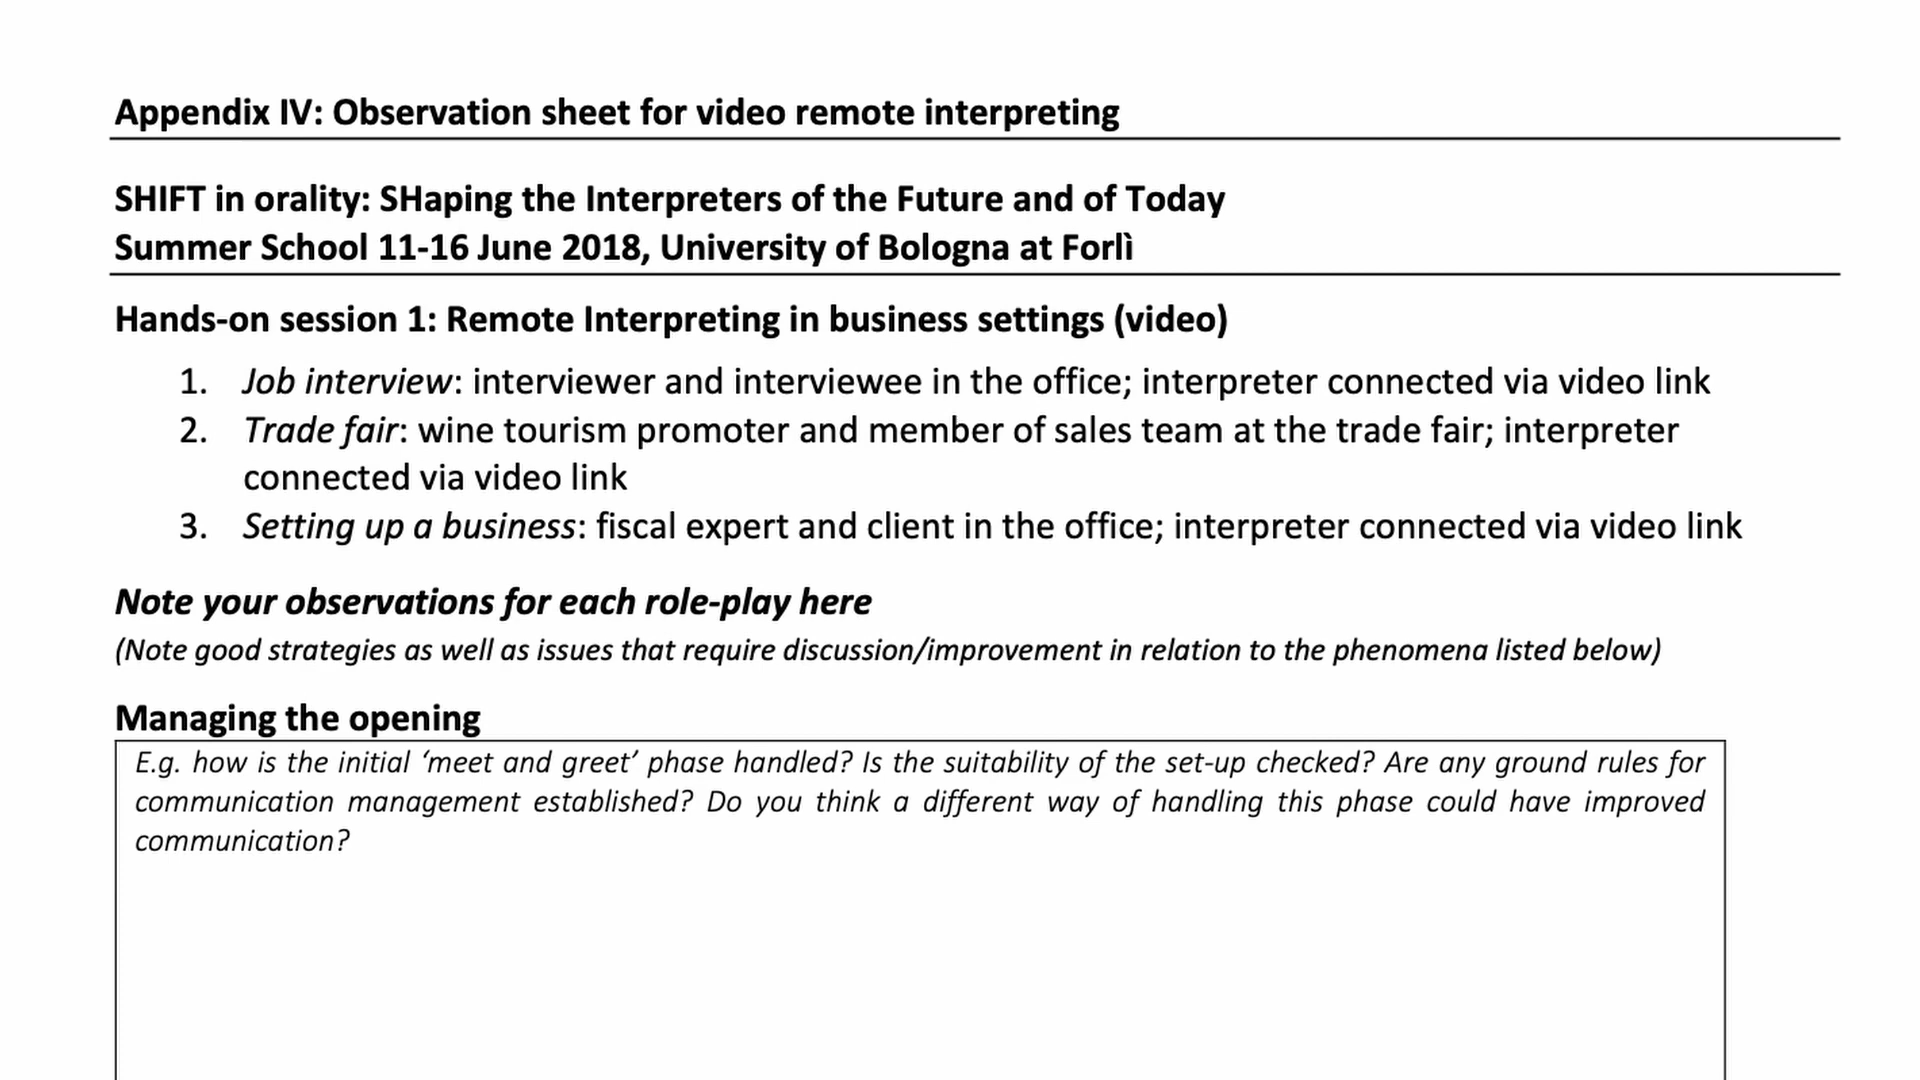 Appendix IV: Observation sheet for video remote interpreting
SHIFT in orality: SHaping the Interpreters of the Future and of Today
Summer School 11-16 June 2018, University of Bologna at Forlì
Hands-on session 1: Remote Interpreting in business settings (video)
1. Job interview: interviewer and interviewee in the office; interpreter connected via video link
2. Trade fair: wine tourism promoter and member of sales team at the trade fair; interpreter
connected via video link
3. Setting up a business: fiscal expert and client in the office; interpreter connected via video link
Note your observations for each role-play here
(Note good strategies as well as issues that require discussion/improvement in relation to the phenomena listed below)
Managing the opening
E.g. how is the initial ‘meet and greet’ phase handled? Is the suitability of the set-up checked? Are any ground rules for
communication management established? Do you think a different way of handling this phase could have improved
communication?